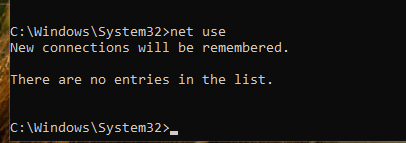 C:\Windows\System32>net use
New connections will be remembered.
There are no entries in the list.
C:\Windows\System32>